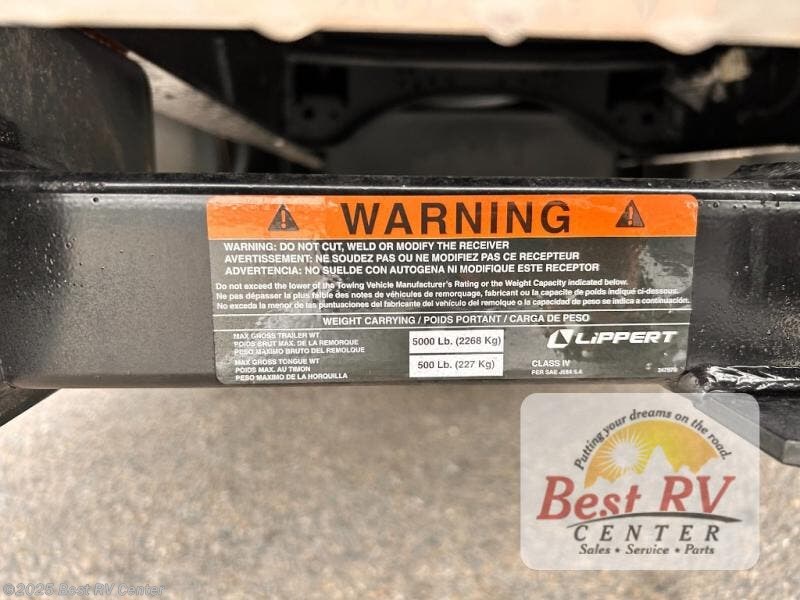 WARNING
WARNING: DO NOT CUT, WELD OR MODIFY THE RECEIVER
AVERTISSEMENT: NE SOUDEZ PAS OU NE MODIFIEZ PAS CE RECEPTEUR
ADVERTENCIA: NO SUELDE CON AUTOGENA NI MODIFIQUE ESTE RECEPTOR
Do not exceed the lower of the Towing Vehicle Manufacturer's Rating or the Weight Capacity indicated below.
Ne pas dépasser la plus faible des notes de véhicules de remorquage, fabricant ou la capacite de poids indiqué ci-dessous.
No exceda la menor de las puntuaciones del fabricante del vehículo del remolque o la capacidad de peso se indica a continuación.
WEIGHT CARRYING / POIDS PORTANT / CARGA DE PESO
MAX GROSS TRAILER WT
POIDS BRUT MAX. DE LA REMORQUE
PESO MAXIMO BRUTO DEL REMOLQUE
5000 Lb. (2268 Kg)
MAX GROSS TONGUE WT
POIDS MAX. AU TIMON
PESO MAXIMO DE LA HORQUILLA
500 Lb. (227 Kg)
LIPPERT
CLASS IV
PER SAE J684 5.4
Putting your dreams on the road.
Best RV
CENTER
Sales • Service • Parts
©2025 Best RV Center